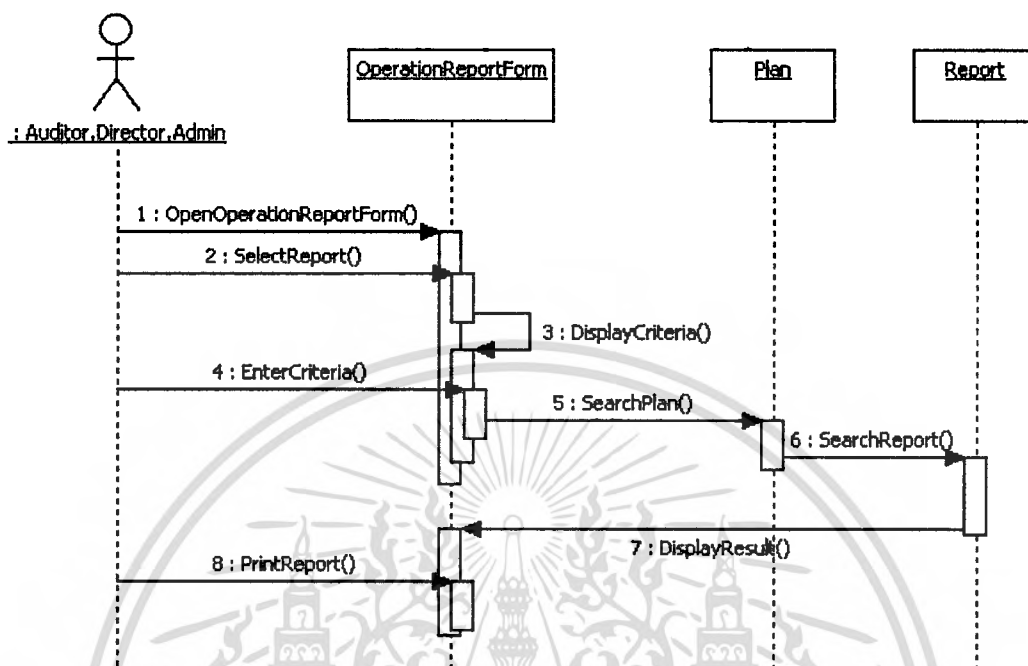 OperationReportForm
Plan
Report
: Auditor.Director.Admin
1 : OpenOperationReportForm()
2 : SelectReport()
3 : DisplayCriteria()
4 : EnterCriteria()
5 : SearchPlan()
6 : SearchReport()
7 : DisplayResult()
8 : PrintReport()